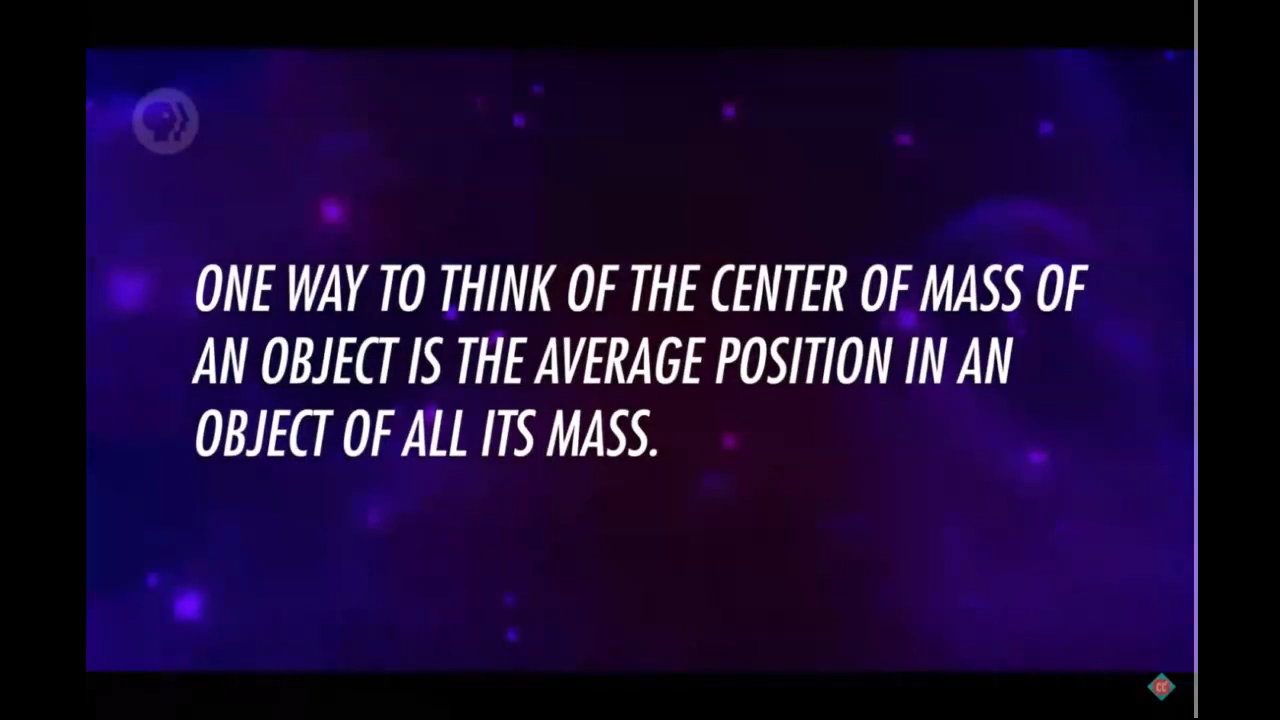 ONE WAY TO THINK OF THE CENTER OF MASS OF
AN OBJECT IS THE AVERAGE POSITION IN AN
OBJECT OF ALL ITS MASS.
CC